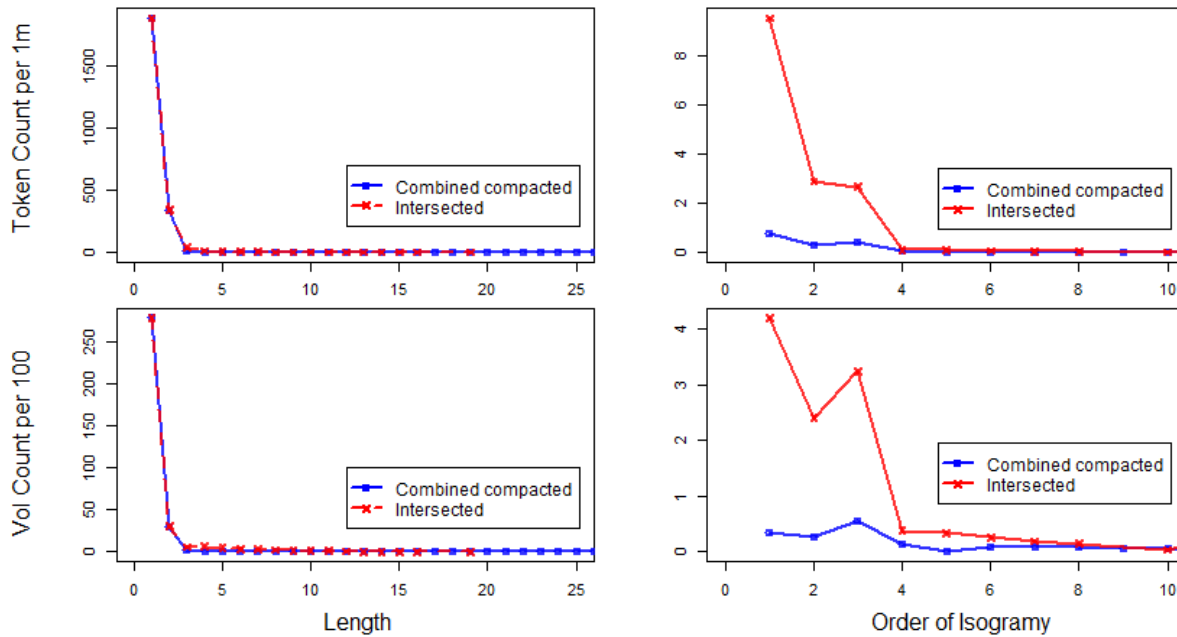 Token Count per 1m
0 500 1000 1500
Combined compacted
Intersected
0 5 10 15 20 25
0 2 4 6 8
Combined compacted
Intersected
0 2 4 6 8 10
Vol Count per 100
0 50 100 150 200 250
Combined compacted
Intersected
0 5 10 15 20 25
Length
0 1 2 3 4
Combined compacted
Intersected
0 2 4 6 8 10
Order of Isogramy